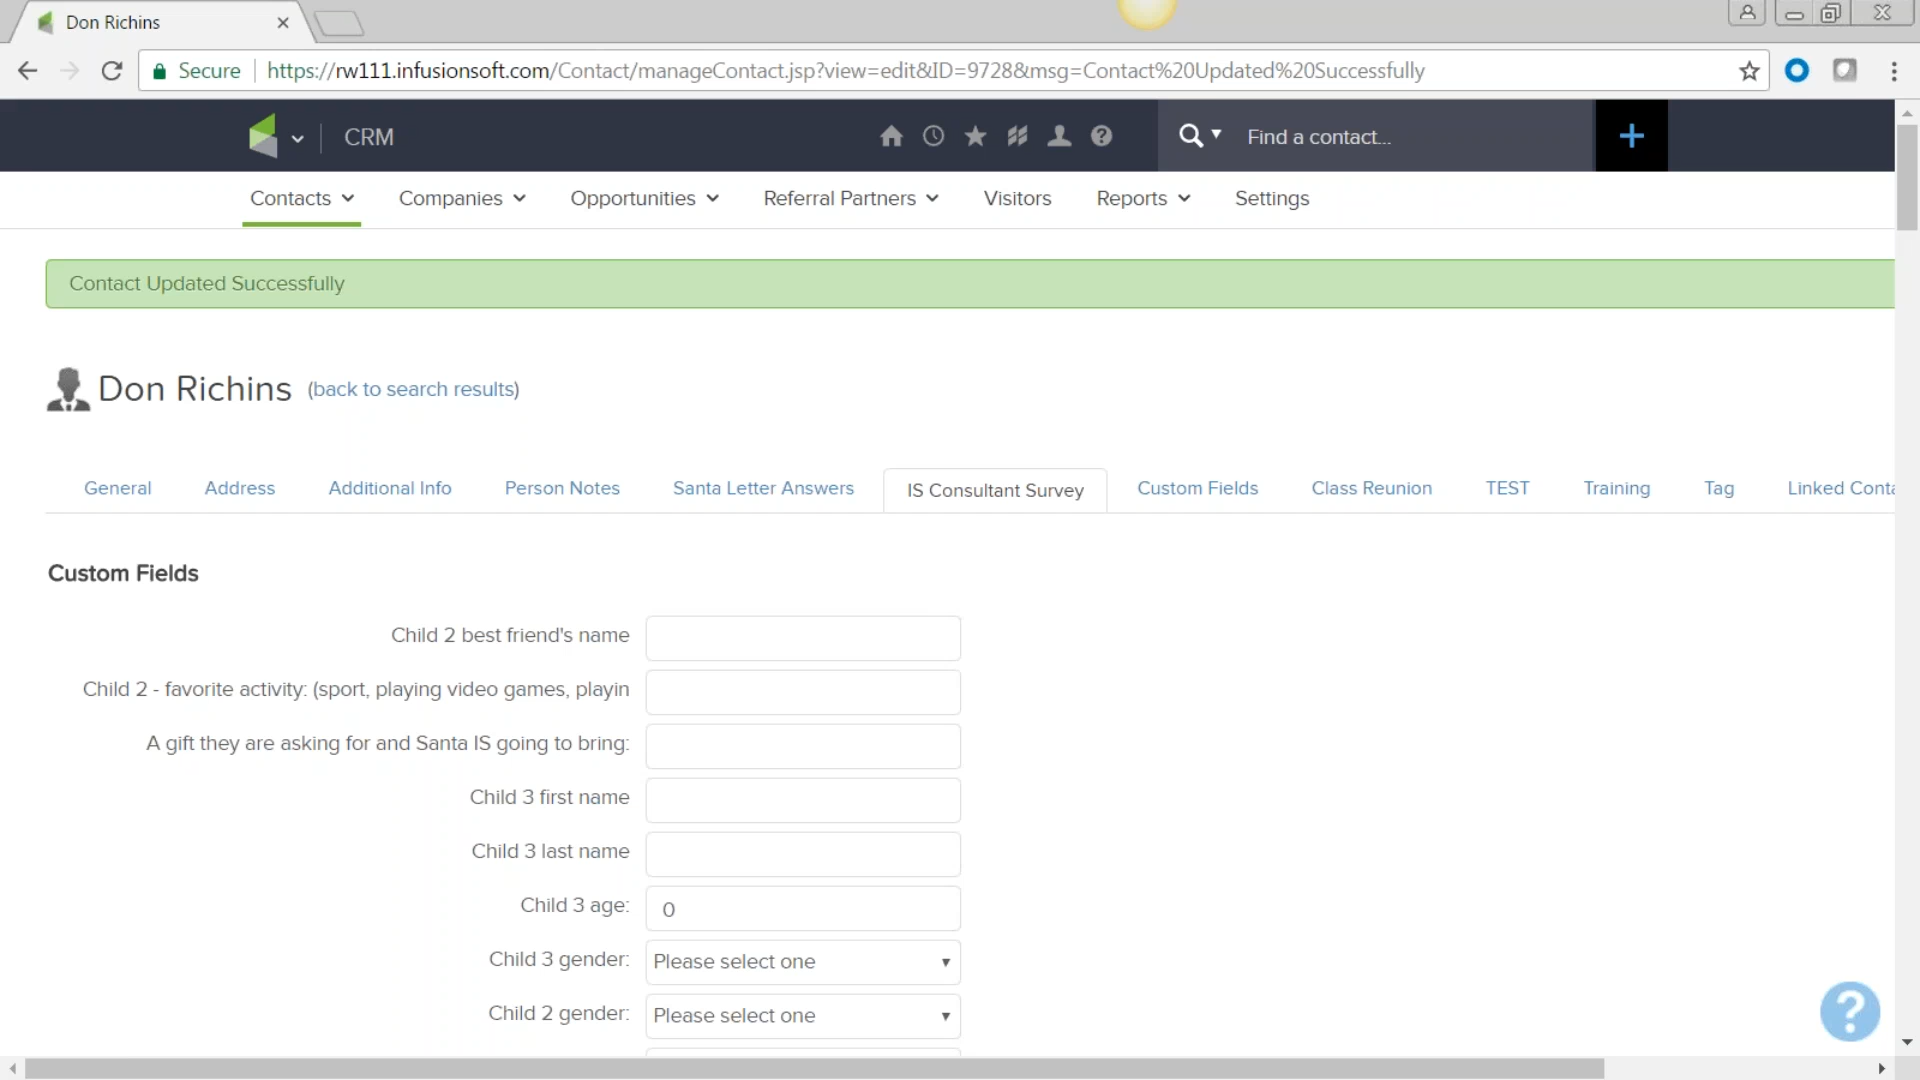 Don Richins
Secure https://rw111.infusionsoft.com/Contact/manageContact.jsp?view=edit&ID=9728&msg=Contact%20Updated%20Successfully
CRM Find a contact...
Contacts Companies Opportunities Referral Partners Visitors Reports Settings
Contact Updated Successfully
Don Richins (back to search results)
General Address Additional Info Person Notes Santa Letter Answers IS Consultant Survey Custom Fields Class Reunion TEST Training Tag Linked Conta
Custom Fields
Child 2 best friend's name
Child 2 - favorite activity: (sport, playing video games, playin
A gift they are asking for and Santa IS going to bring:
Child 3 first name
Child 3 last name
Child 3 age: 0
Child 3 gender: Please select one
Child 2 gender: Please select one